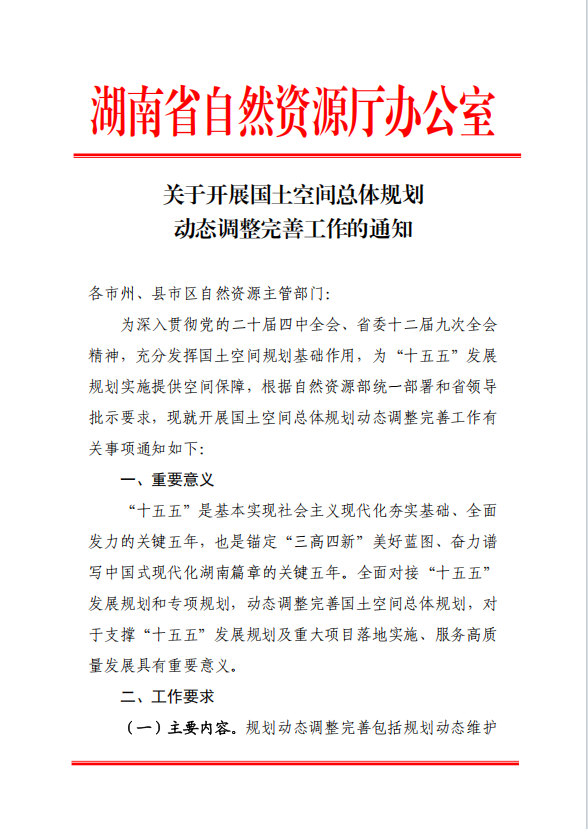 湖南省自然资源厅办公室
关于开展国土空间总体规划
动态调整完善工作的通知
各市州、县市区自然资源主管部门：
为深入贯彻党的二十届四中全会、省委十二届九次全会
精神，充分发挥国土空间规划基础作用，为“十五五”发展
规划实施提供空间保障，根据自然资源部统一部署和省领导
批示要求，现就开展国土空间总体规划动态调整完善工作有
关事项通知如下：
一、重要意义
“十五五”是基本实现社会主义现代化夯实基础、全面
发力的关键五年，也是锚定“三高四新”美好蓝图、奋力谱
写中国式现代化湖南篇章的关键五年。全面对接“十五五”
发展规划和专项规划，动态调整完善国土空间总体规划，对
于支撑“十五五”发展规划及重大项目落地实施、服务高质
量发展具有重要意义。
二、工作要求
（一）主要内容。规划动态调整完善包括规划动态维护